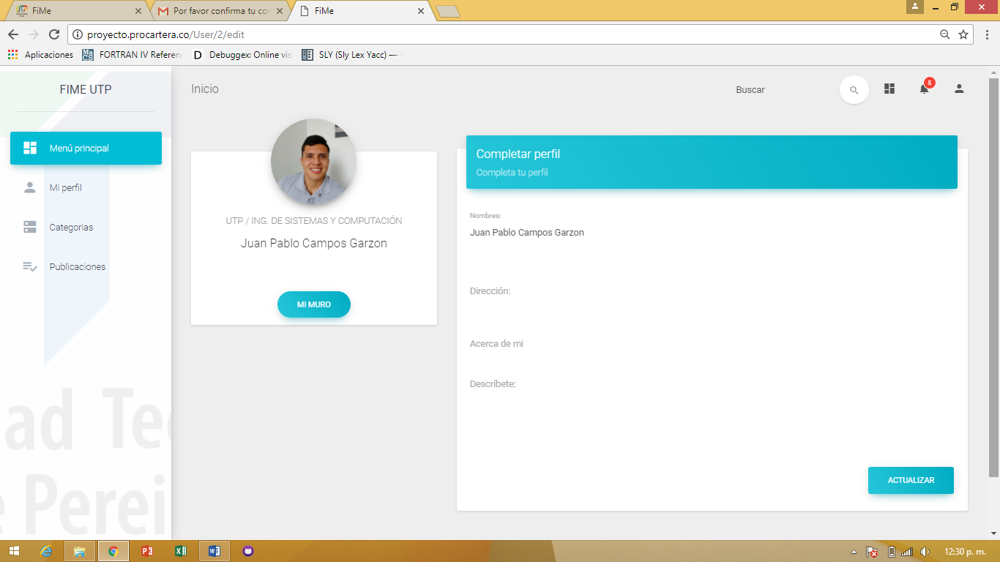 FiMe
Por favor confirma tu co
FiMe
proyecto.procartera.co/User/2/edit
Aplicaciones
FORTRAN IV Referen
Debuggex: Online vis
SLY (Sly Lex Yacc) —
FIME UTP
Menú principal
Mi perfil
Categorias
Publicaciones
ad Tec
e Perei
Inicio
Buscar
5
UTP / ING. DE SISTEMAS Y COMPUTACIÓN
Juan Pablo Campos Garzon
MI MURO
Completar perfil
Completa tu perfil
Nombres:
Juan Pablo Campos Garzon
Dirección:
Acerca de mi
Descríbete:
ACTUALIZAR
12:30 p. m.